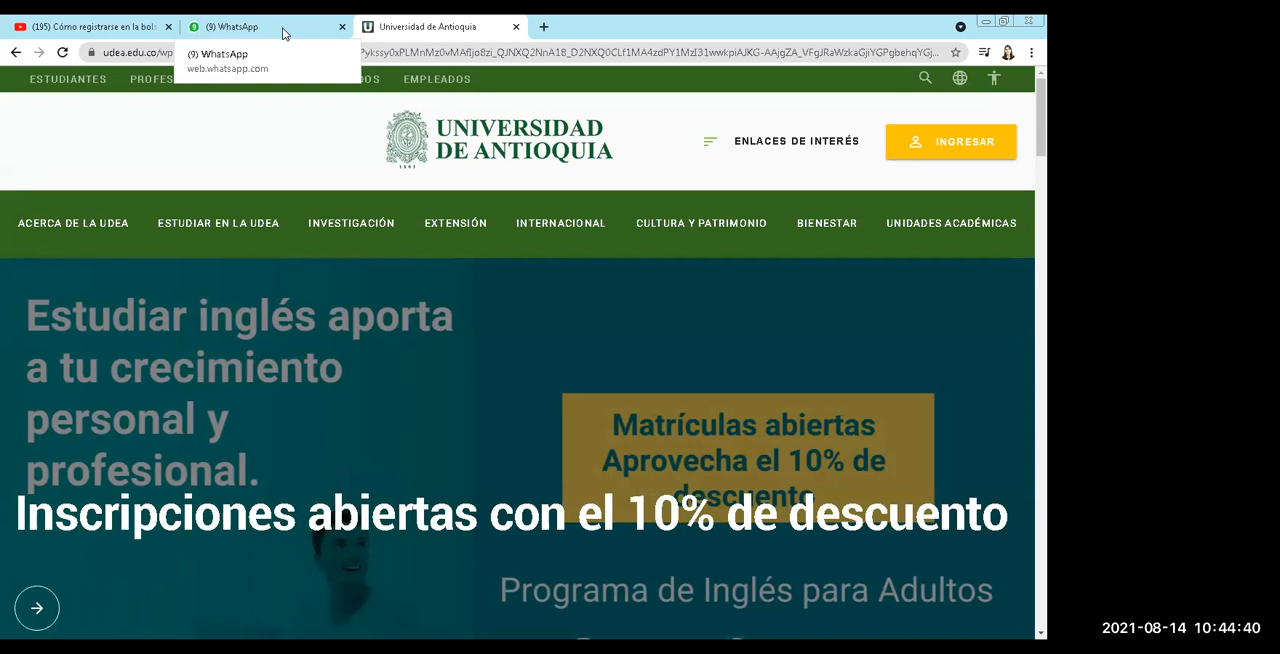 (195) Cómo registrarse en la bols
(9) WhatsApp
Universidad de Antioquia
udea.edu.co/wp
(9) WhatsApp
web.whatsapp.com
ESTUDIANTES
EMPLEADOS
UNIVERSIDAD
DE ANTIOQUIA
1803
ENLACES DE INTERÉS
INGRESAR
ACERCA DE LA UDEA
ESTUDIAR EN LA UDEA
INVESTIGACIÓN
EXTENSIÓN
INTERNACIONAL
CULTURA Y PATRIMONIO
BIENESTAR
UNIDADES ACADÉMICAS
Estudiar inglés aporta
a tu crecimiento
personal y
profesional.
Matrículas abiertas
Aprovecha el 10% de
descuento
Inscripciones abiertas con el 10% de descuento
Programa de Inglés para Adultos
2021-08-14 10:44:40